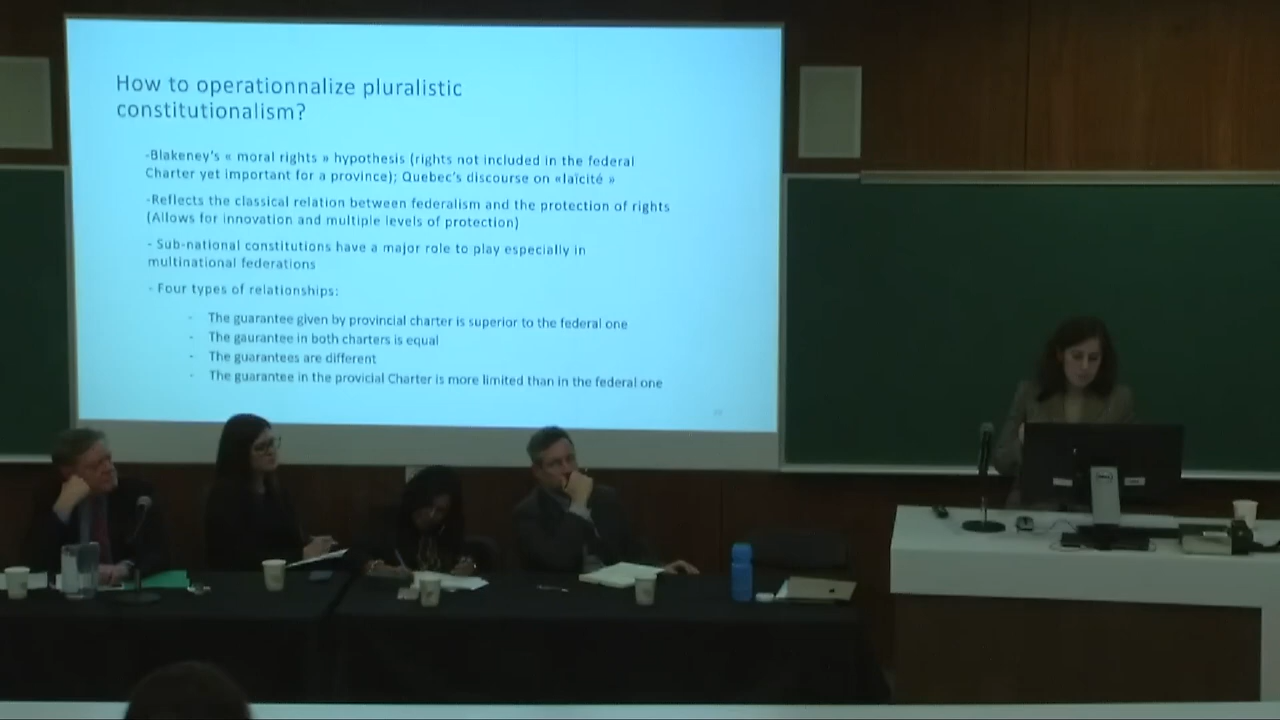 How to operationnalize pluralistic
constitutionalism?
-Blakeney's « moral rights » hypothesis (rights not included in the federal
Charter yet important for a province); Quebec's discourse on «laïcité »
-Reflects the classical relation between federalism and the protection of rights
(Allows for innovation and multiple levels of protection)
- Sub-national constitutions have a major role to play especially in
multinational federations
- Four types of relationships:
- The guarantee given by provincial charter is superior to the federal one
- The gaurantee in both charters is equal
- The guarantees are different
- The guarantee in the provicial Charter is more limited than in the federal one